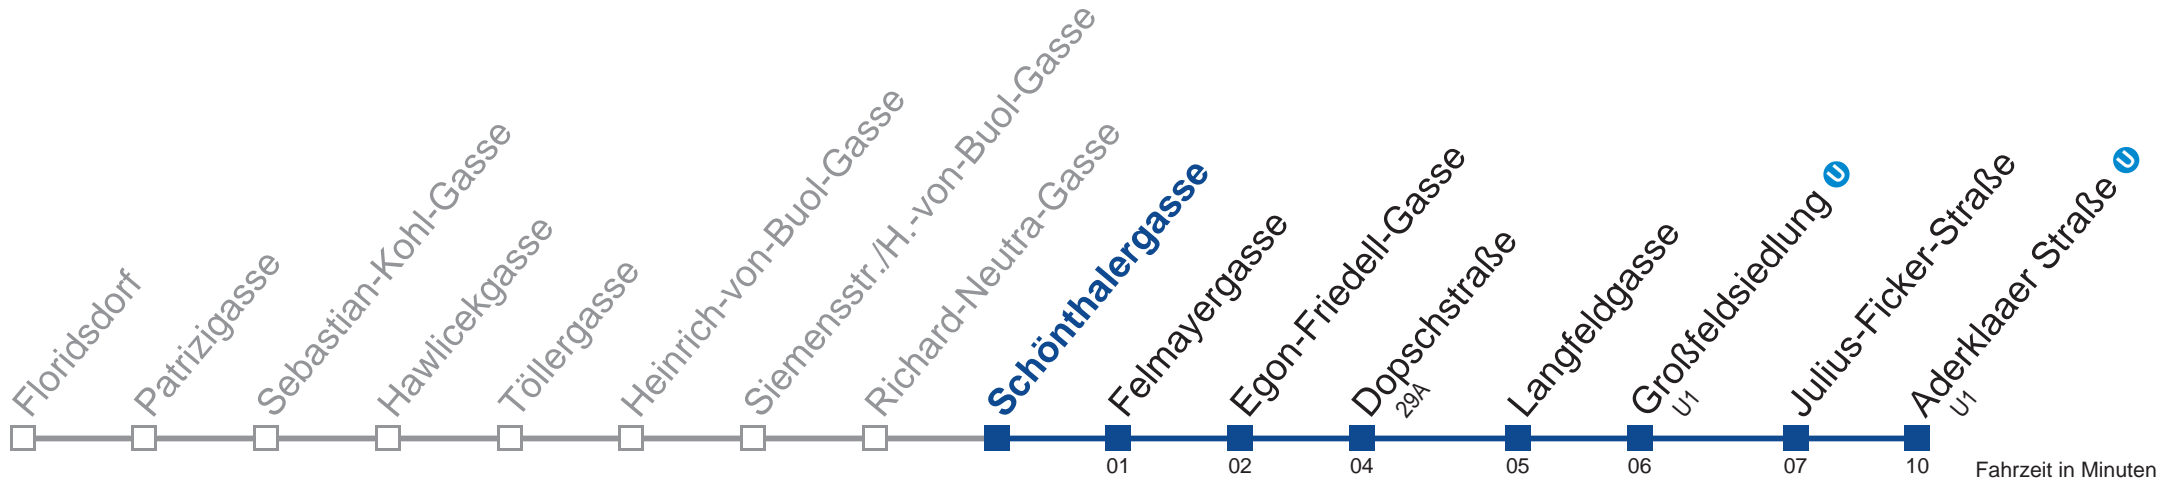 Floridsdorf
Patrizigasse
Sebastian-Kohl-Gasse
Hawlicekgasse
Töllergasse
Heinrich-von-Buol-Gasse
Siemensstr./H.-von-Buol-Gasse
Richard-Neutra-Gasse
Schönthalergasse
Felmayergasse
Egon-Friedell-Gasse
Dopschstraße
29A
Langfeldgasse
Großfeldsiedlung U
U1
Julius-Ficker-Straße
Aderklaaer Straße U
U1
01 02 04 05 06 07 10 Fahrzeit in Minuten